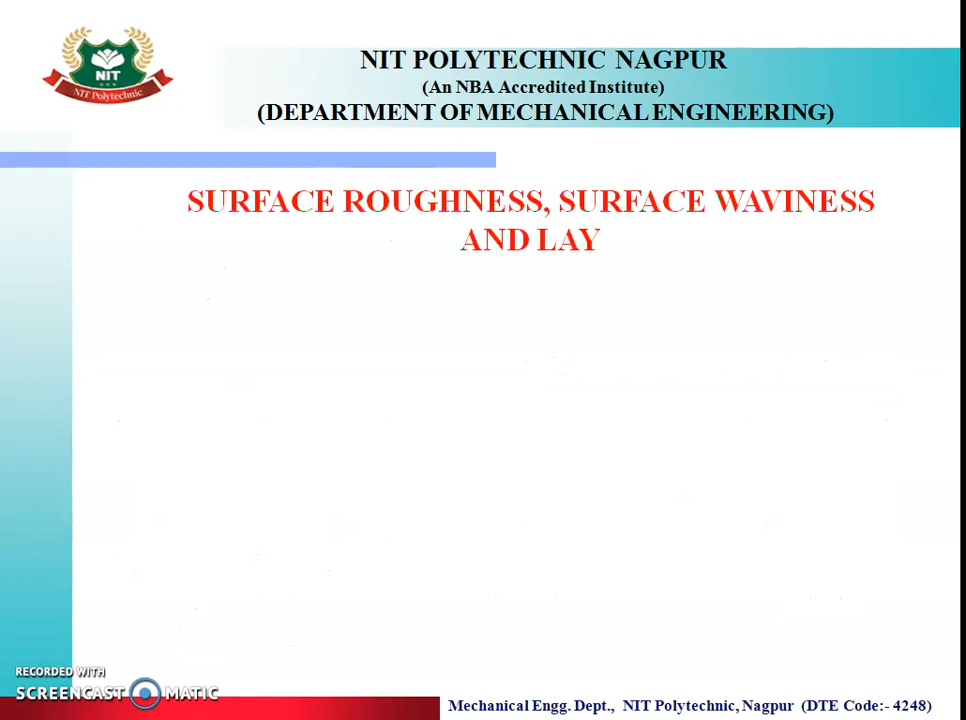 NIT
NIT Polytechnic
NIT POLYTECHNIC NAGPUR
(An NBA Accredited Institute)
(DEPARTMENT OF MECHANICAL ENGINEERING)
SURFACE ROUGHNESS, SURFACE WAVINESS
AND LAY
RECORDED WITH
SCREENCAST MATIC
Mechanical Engg. Dept., NIT Polytechnic, Nagpur (DTE Code:- 4248)